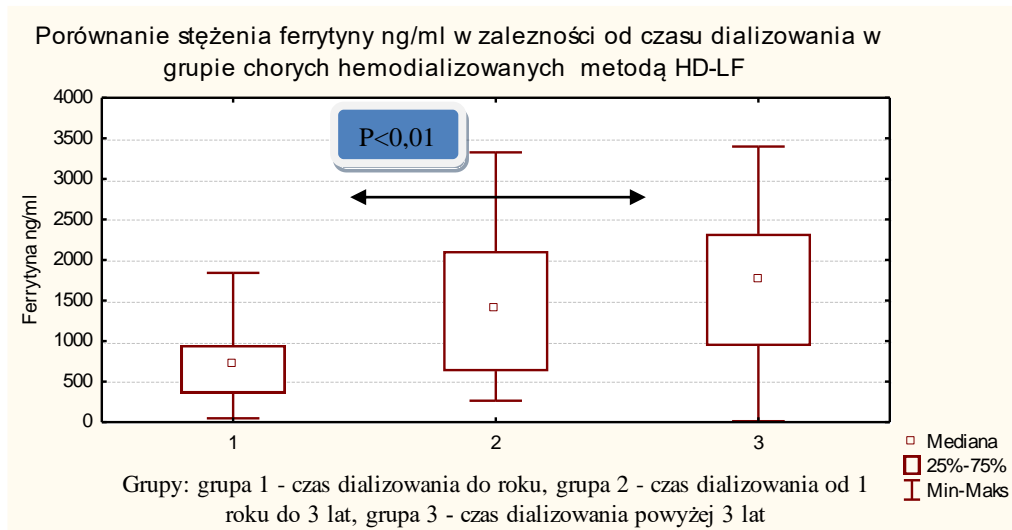 Porównanie stężenia ferrytyny ng/ml w zalezności od czasu dializowania w
grupie chorych hemodializowanych metodą HD-LF
P<0,01
Ferrytyna ng/ml
4000
3500
3000
2500
2000
1500
1000
500
0
1 2 3
Mediana
25%-75%
Min-Maks
Grupy: grupa 1 - czas dializowania do roku, grupa 2 - czas dializowania od 1
roku do 3 lat, grupa 3 - czas dializowania powyżej 3 lat